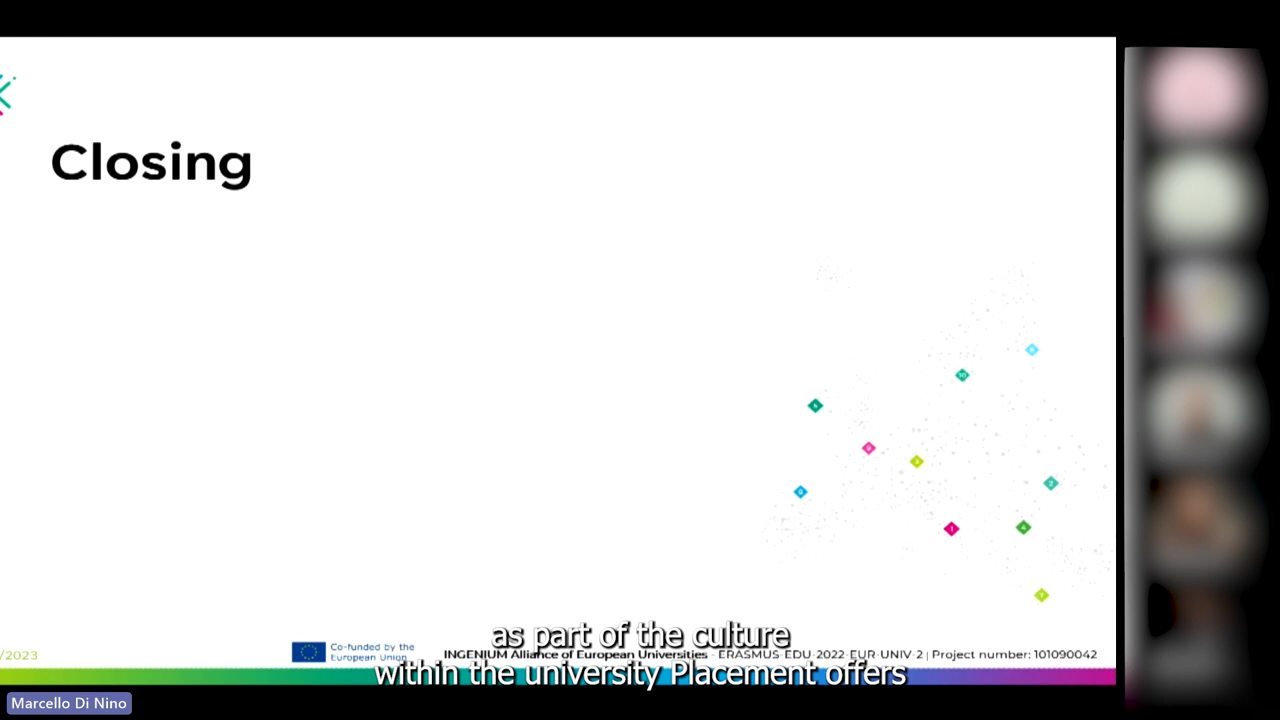 Closing
/2023
Co-funded by the
European Union
INGENIUM Alliance of European Universities - ERASMUS-EDU-2022-EUR-UNIV-2 | Project number: 101090042
as part of the culture
within the university Placement offers
Marcello Di Nino